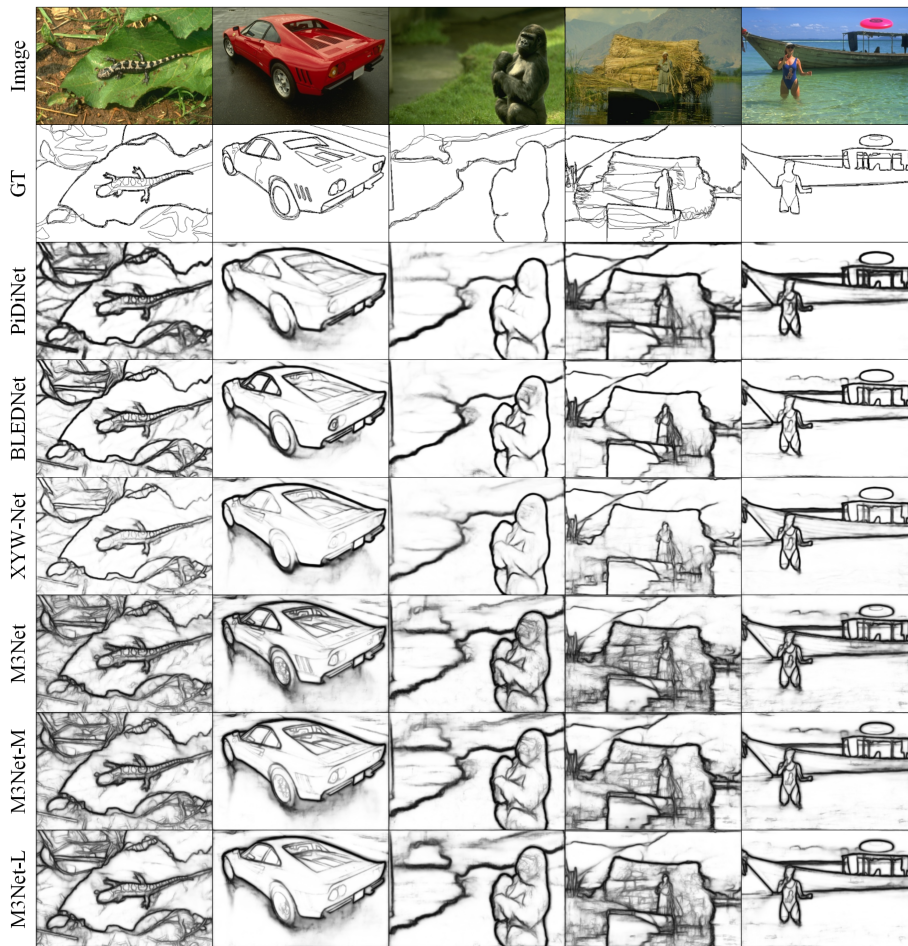 Image
GT
PiDiNet
BLEDNet
XYW-Net
M3Net
M3Net-M
M3Net-L